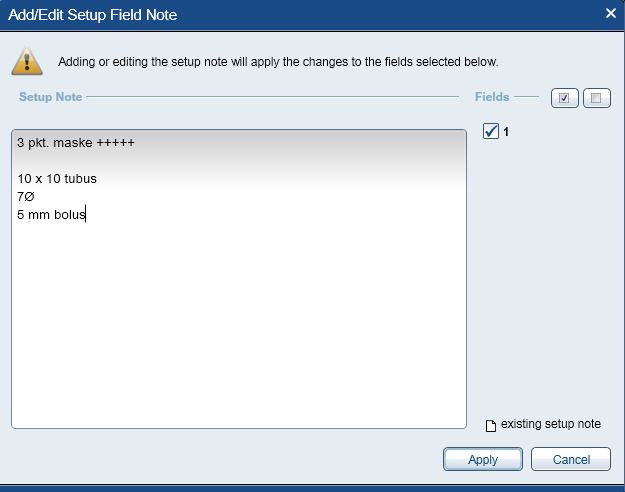 Add/Edit Setup Field Note
Adding or editing the setup note will apply the changes to the fields selected below.
Setup Note
Fields
1
3 pkt. maske +++++
10 x 10 tubus
7Ø
5 mm bolus
existing setup note
Apply
Cancel